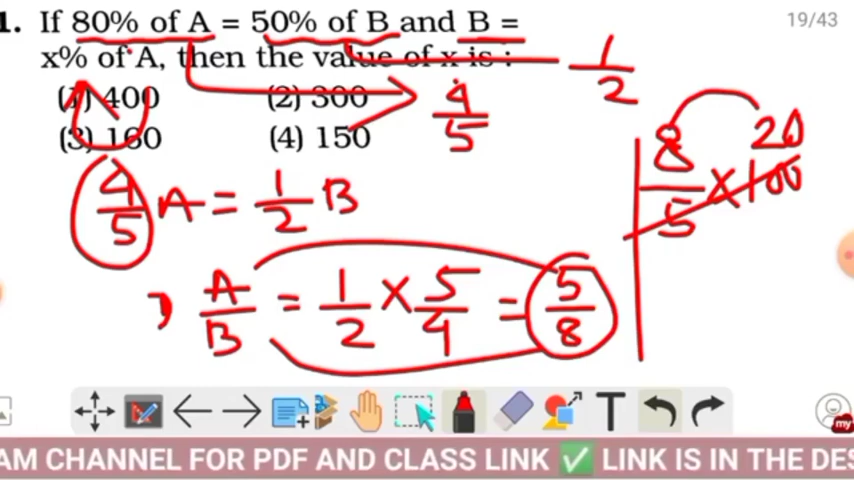 1. If 80% of A = 50% of B and B =
x% of A, then the value of x is :
(1) 400 (2) 300
(3) 160 (4) 150
19/43
1/2
4/5
8/5 × 100 20
4/5 A = 1/2 B
, A/B = 1/2 × 5/4 = 5/8
T
my
AM CHANNEL FOR PDF AND CLASS LINK ✅ LINK IS IN THE DES